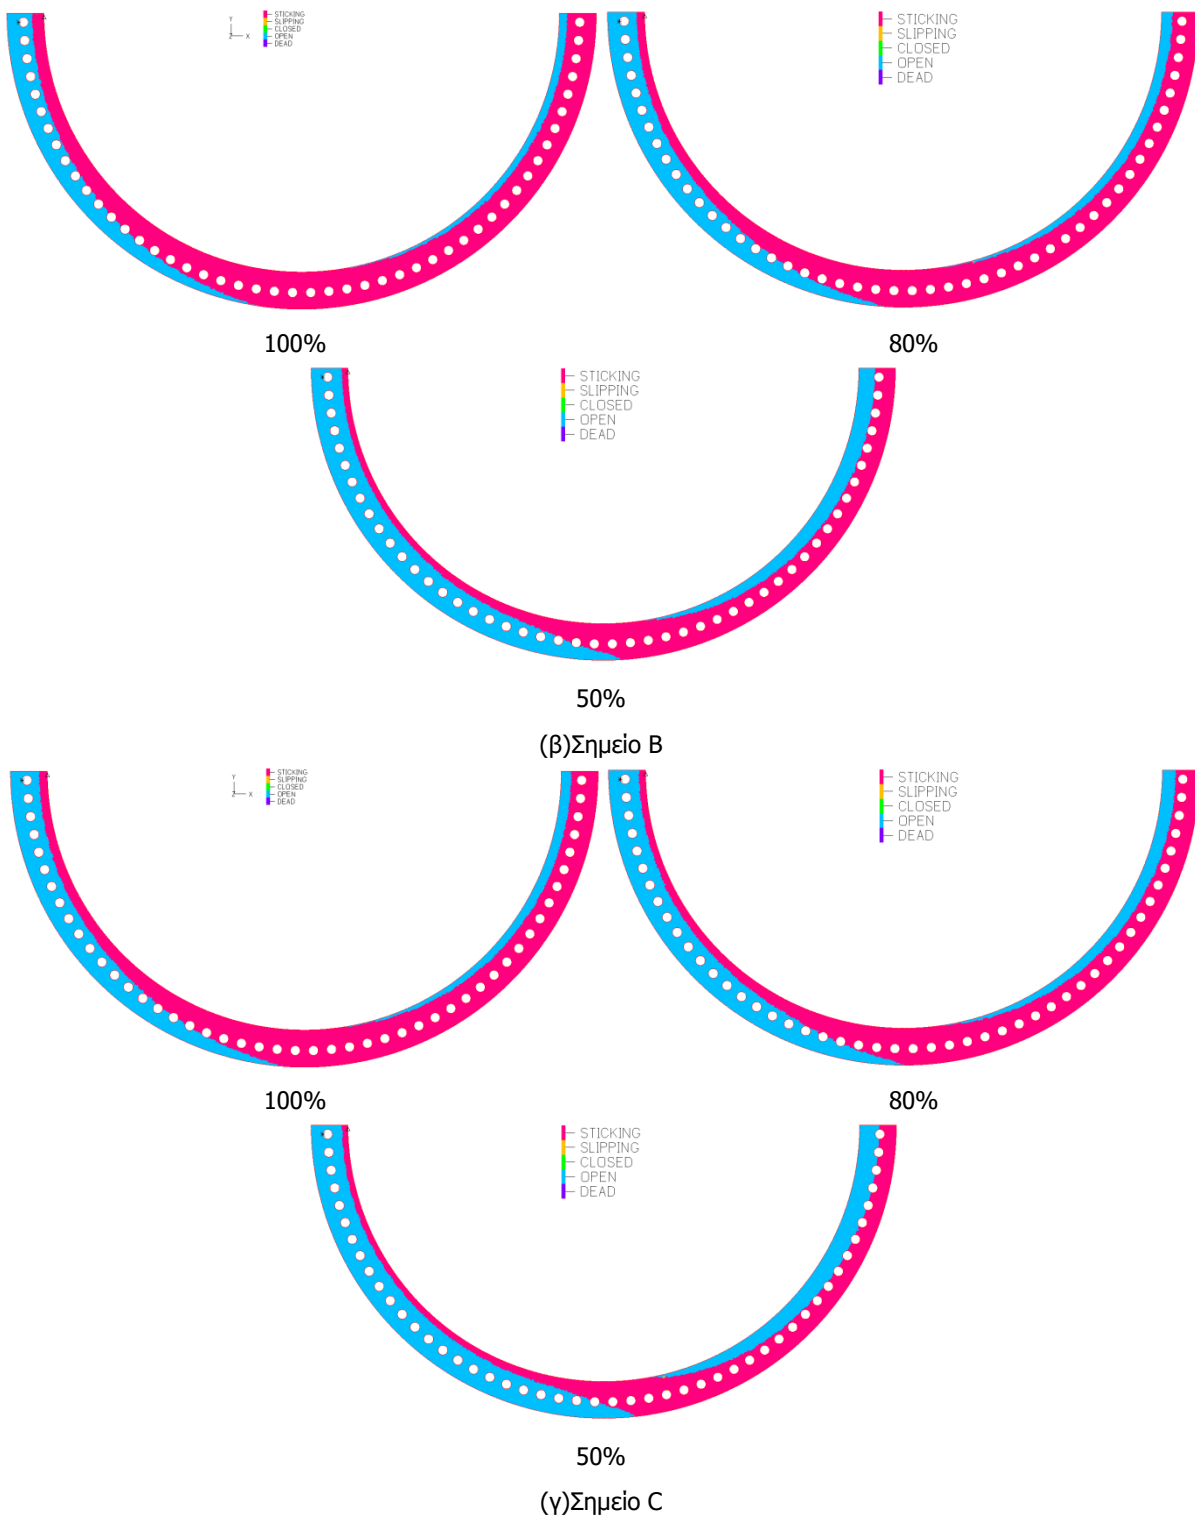 Y
Z X
STICKING
SLIPPING
CLOSED
OPEN
DEAD
STICKING
SLIPPING
CLOSED
OPEN
DEAD
100%
80%
STICKING
SLIPPING
CLOSED
OPEN
DEAD
50%
(β)Σημείο B
Y
Z X
STICKING
SLIPPING
CLOSED
OPEN
DEAD
STICKING
SLIPPING
CLOSED
OPEN
DEAD
100%
80%
STICKING
SLIPPING
CLOSED
OPEN
DEAD
50%
(γ)Σημείο C